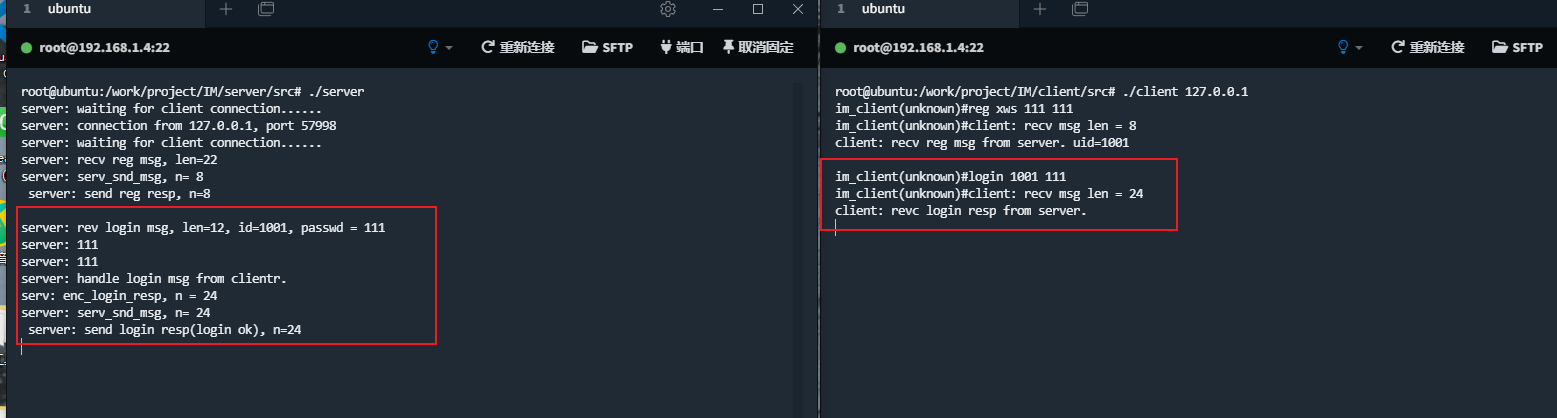 1 ubuntu
root@192.168.1.4:22 重新连接 SFTP 端口 取消固定
root@ubuntu:/work/project/IM/server/src# ./server
server: waiting for client connection......
server: connection from 127.0.0.1, port 57998
server: waiting for client connection......
server: recv reg msg, len=22
server: serv_snd_msg, n= 8
server: send reg resp, n=8
server: rev login msg, len=12, id=1001, passwd = 111
server: 111
server: 111
server: handle login msg from clientr.
serv: enc_login_resp, n = 24
server: serv_snd_msg, n= 24
server: send login resp(login ok), n=24
1 ubuntu
root@192.168.1.4:22 重新连接 SFTP
root@ubuntu:/work/project/IM/client/src# ./client 127.0.0.1
im_client(unknown)#reg xws 111 111
im_client(unknown)#client: recv msg len = 8
client: recv reg msg from server. uid=1001
im_client(unknown)#login 1001 111
im_client(unknown)#client: recv msg len = 24
client: revc login resp from server.